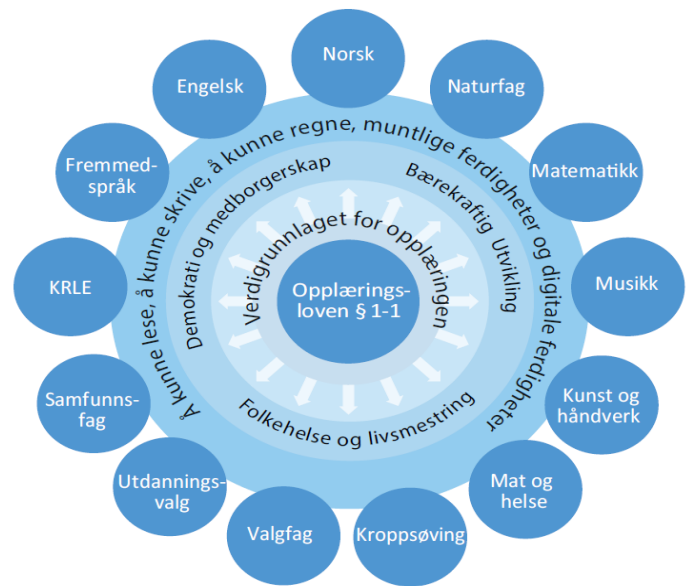 Norsk
Naturfag
Matematikk
Musikk
Kunst og
håndverk
Mat og
helse
Kroppsøving
Valgfag
Utdannings-
valg
Samfunns-
fag
KRLE
Fremmed-
språk
Engelsk
Å kunne lese, å kunne skrive, å kunne regne, muntlige ferdigheter og digitale ferdigheter
Demokrati og medborgerskap
Bærekraftig Utvikling
Folkehelse og livsmestring
Verdigrunnlaget for opplæringen
Opplærings-
loven § 1-1